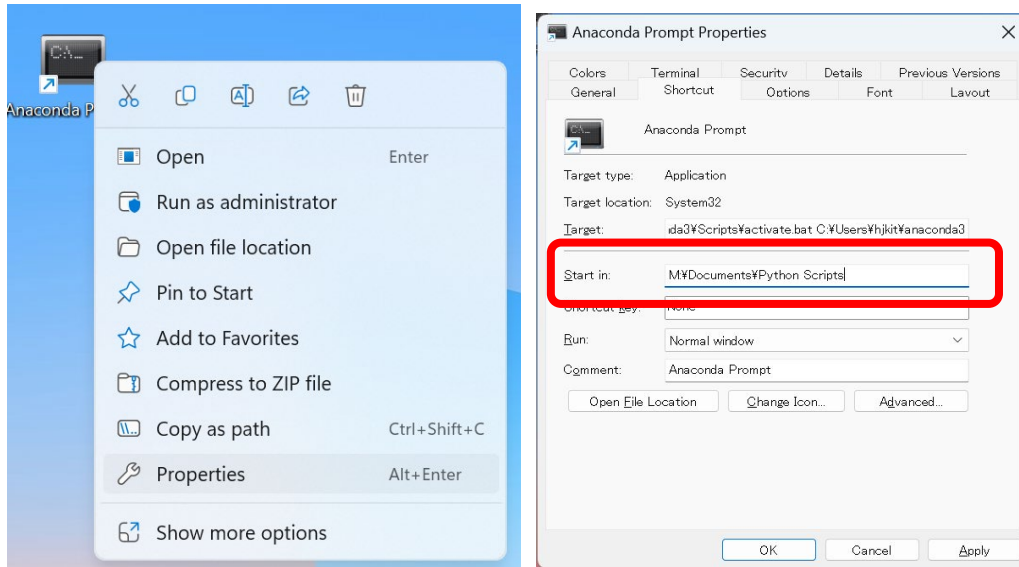 C:\_
Anaconda P
Open Enter
Run as administrator
Open file location
Pin to Start
Add to Favorites
Compress to ZIP file
Copy as path Ctrl+Shift+C
Properties Alt+Enter
Show more options
Anaconda Prompt Properties
Colors Terminal Security Details Previous Versions
General Shortcut Options Font Layout
Anaconda Prompt
Target type: Application
Target location: System32
Target: ıda3¥Scripts¥activate.bat C:¥Users¥hjkit¥anaconda3
Start in: M:¥Documents¥Python Scripts
Shortcut key: None
Run: Normal window
Comment: Anaconda Prompt
Open File Location Change Icon... Advanced...
OK Cancel Apply